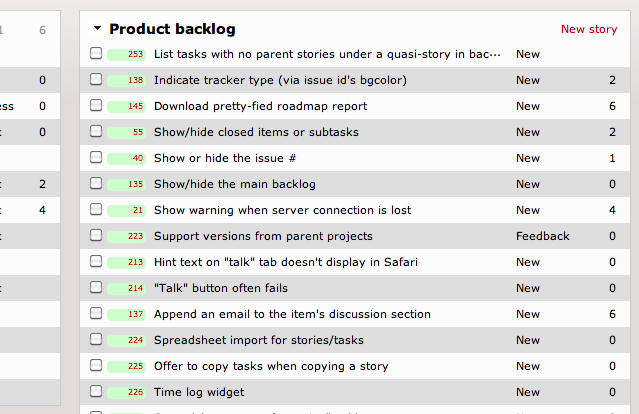 6
0
ess 0
0
2
4
Product backlog New story
253 List tasks with no parent stories under a quasi-story in bac··· New
138 Indicate tracker type (via issue id's bgcolor) New 2
145 Download pretty-fied roadmap report New 6
55 Show/hide closed items or subtasks New 2
40 Show or hide the issue # New 1
135 Show/hide the main backlog New 0
21 Show warning when server connection is lost New 4
223 Support versions from parent projects Feedback 0
213 Hint text on "talk" tab doesn't display in Safari New 0
214 "Talk" button often fails New 0
137 Append an email to the item's discussion section New 6
224 Spreadsheet import for stories/tasks New 0
225 Offer to copy tasks when copying a story New 0
226 Time log widget New 0